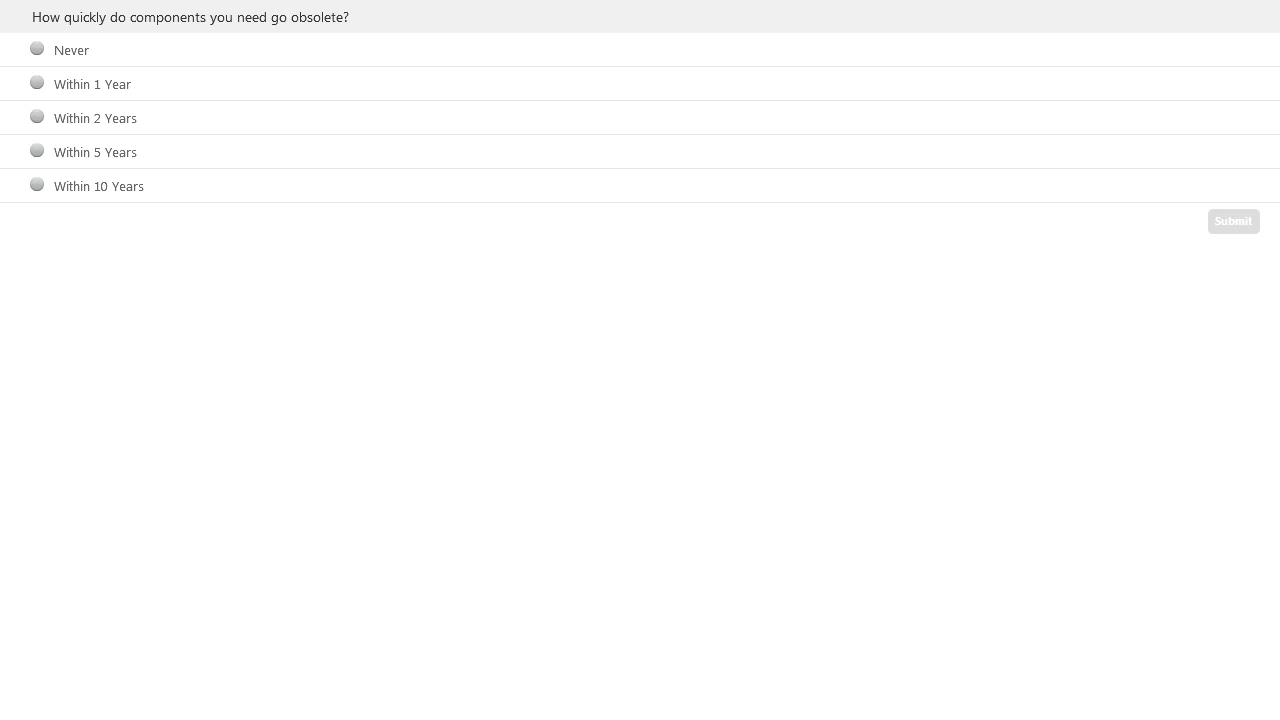 How quickly do components you need go obsolete?
Never
Within 1 Year
Within 2 Years
Within 5 Years
Within 10 Years
Submit